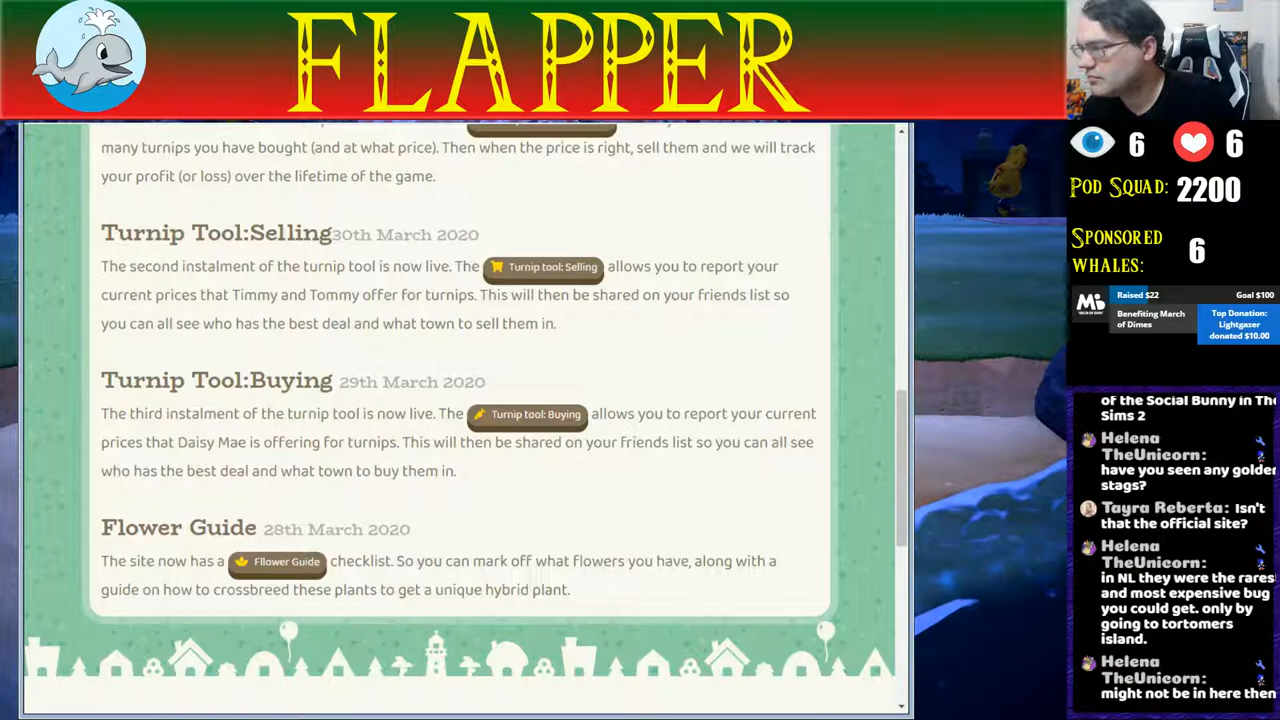 FLAPPER
6
6
Pod Squad: 2200
Sponsored
whales: 6
Raised $22
Goal $100
Benefiting March
of Dimes
Top Donation:
Lightgazer
donated $10.00
many turnips you have bought (and at what price). Then when the price is right, sell them and we will track
your profit (or loss) over the lifetime of the game.
Turnip Tool:Selling30th March 2020
The second instalment of the turnip tool is now live. The Turnip tool: Selling allows you to report your
current prices that Timmy and Tommy offer for turnips. This will then be shared on your friends list so
you can all see who has the best deal and what town to sell them in.
Turnip Tool:Buying 29th March 2020
The third instalment of the turnip tool is now live. The Turnip tool: Buying allows you to report your current
prices that Daisy Mae is offering for turnips. This will then be shared on your friends list so you can all see
who has the best deal and what town to buy them in.
Flower Guide 28th March 2020
The site now has a Fllower Guide checklist. So you can mark off what flowers you have, along with a
guide on how to crossbreed these plants to get a unique hybrid plant.
of the Social Bunny in The
Sims 2
Helena
TheUnicorn:
have you seen any golden
stags?
Tayra Roberta: Isn't
that the official site?
Helena
TheUnicorn:
in NL they were the rares
and most expensive bug
you could get. only by
going to tortomers
island.
Helena
TheUnicorn:
might not be in here then